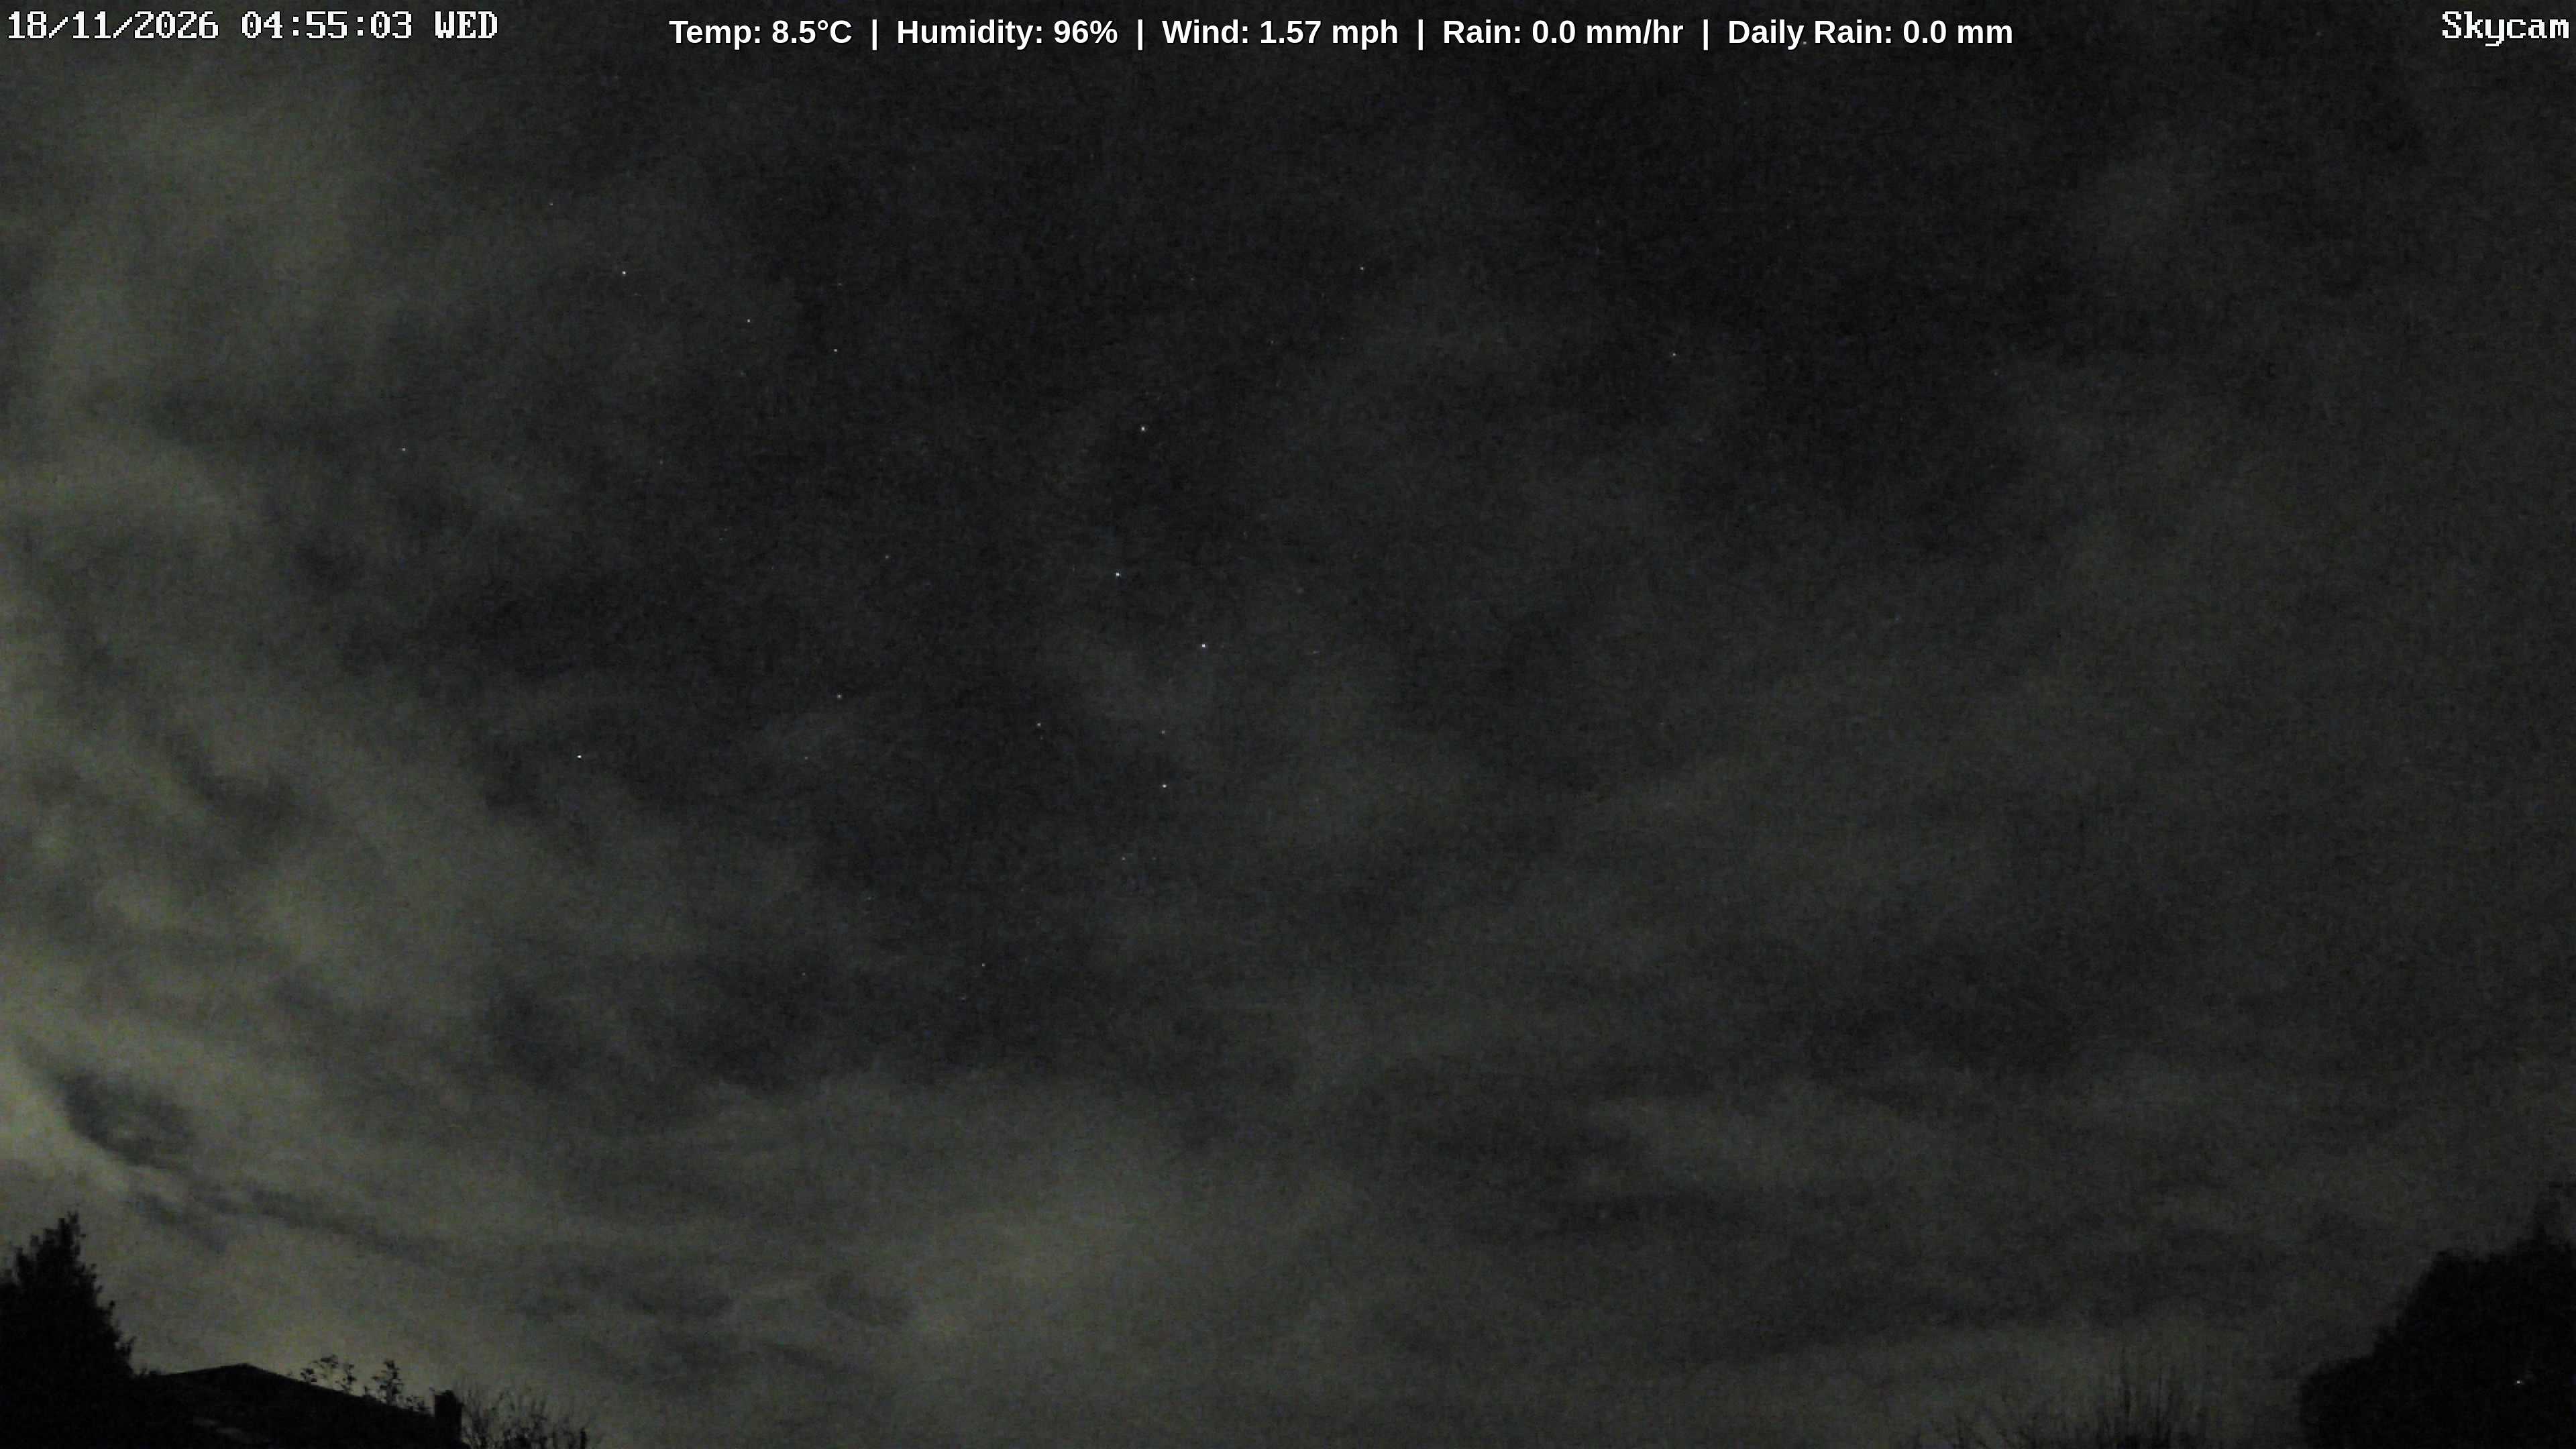 18/11/2026 04:55:03 WED
Temp: 8.5°C | Humidity: 96% | Wind: 1.57 mph | Rain: 0.0 mm/hr | Daily Rain: 0.0 mm
Skycam